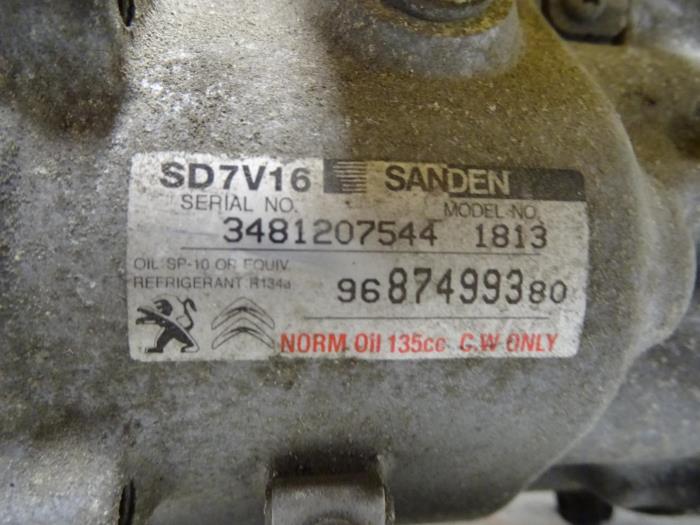 SD7V16 SANDEN
SERIAL NO. MODEL NO.
3481207544 1813
OIL SP-10 OR EQUIV.
REFRIGERANT R134a
9687499380
NORM.Oil 135cc C.W ONLY